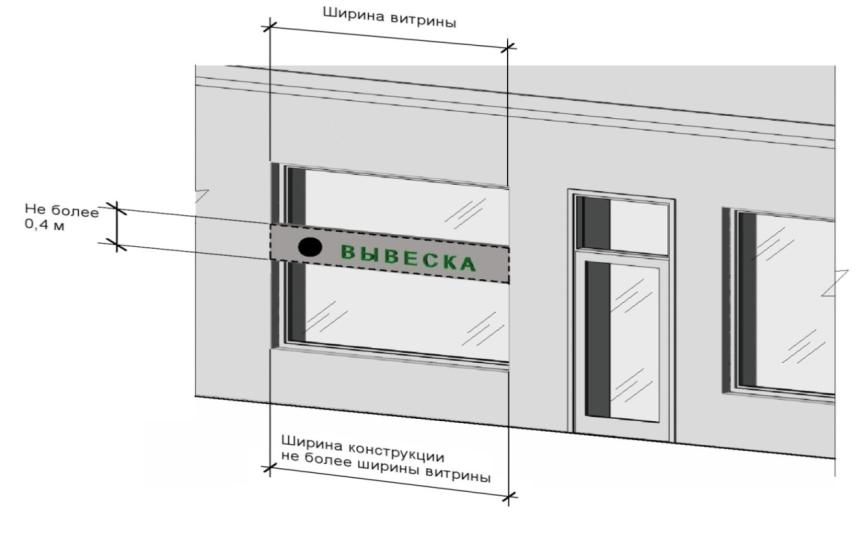 Ширина витрины
Не более
0,4 м
ВЫВЕСКА
Ширина конструкции
не более ширины витрины